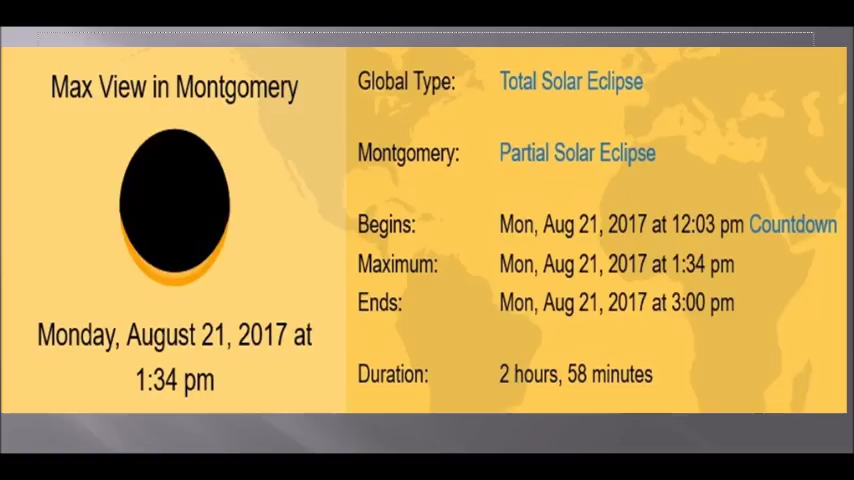 Max View in Montgomery
Monday, August 21, 2017 at
1:34 pm
Global Type: Total Solar Eclipse
Montgomery: Partial Solar Eclipse
Begins: Mon, Aug 21, 2017 at 12:03 pm Countdown
Maximum: Mon, Aug 21, 2017 at 1:34 pm
Ends: Mon, Aug 21, 2017 at 3:00 pm
Duration: 2 hours, 58 minutes